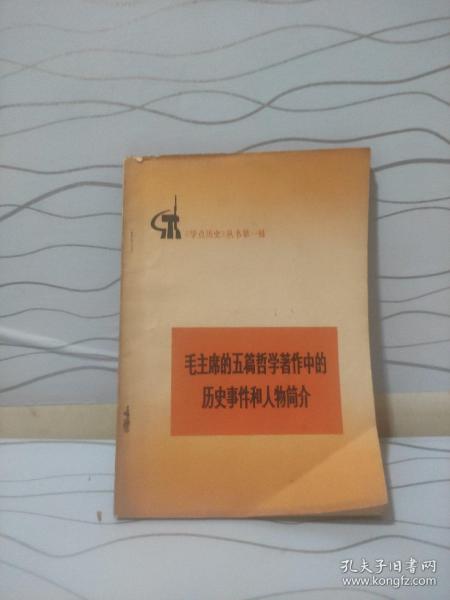 《学点历史》丛书第一辑
毛主席的五篇哲学著作中的
历史事件和人物简介
孔夫子旧书网
www.kongfz.com